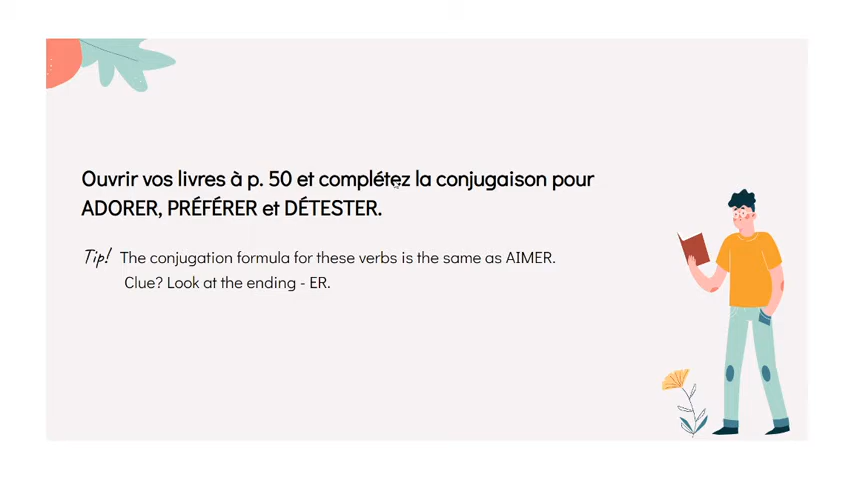 Ouvrir vos livres à p. 50 et complétez la conjugaison pour
ADORER, PRÉFÉRER et DÉTESTER.
Tip! The conjugation formula for these verbs is the same as AIMER.
Clue? Look at the ending - ER.